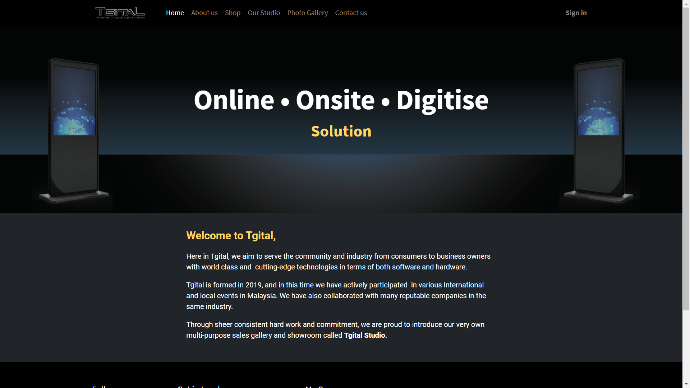 TGITAL
Home About us Shop Our Studio Photo Gallery Contact us Sign in
Online • Onsite • Digitise
Solution
Welcome to Tgital,
Here in Tgital, we aim to serve the community and industry from consumers to business owners
with world class and cutting-edge technologies in terms of both software and hardware.
Tgital is formed in 2019, and in this time we have actively participated in various International
and local events in Malaysia. We have also collaborated with many reputable companies in the
same industry.
Through sheer consistent hard work and commitment, we are proud to introduce our very own
multi-purpose sales gallery and showroom called Tgital Studio.